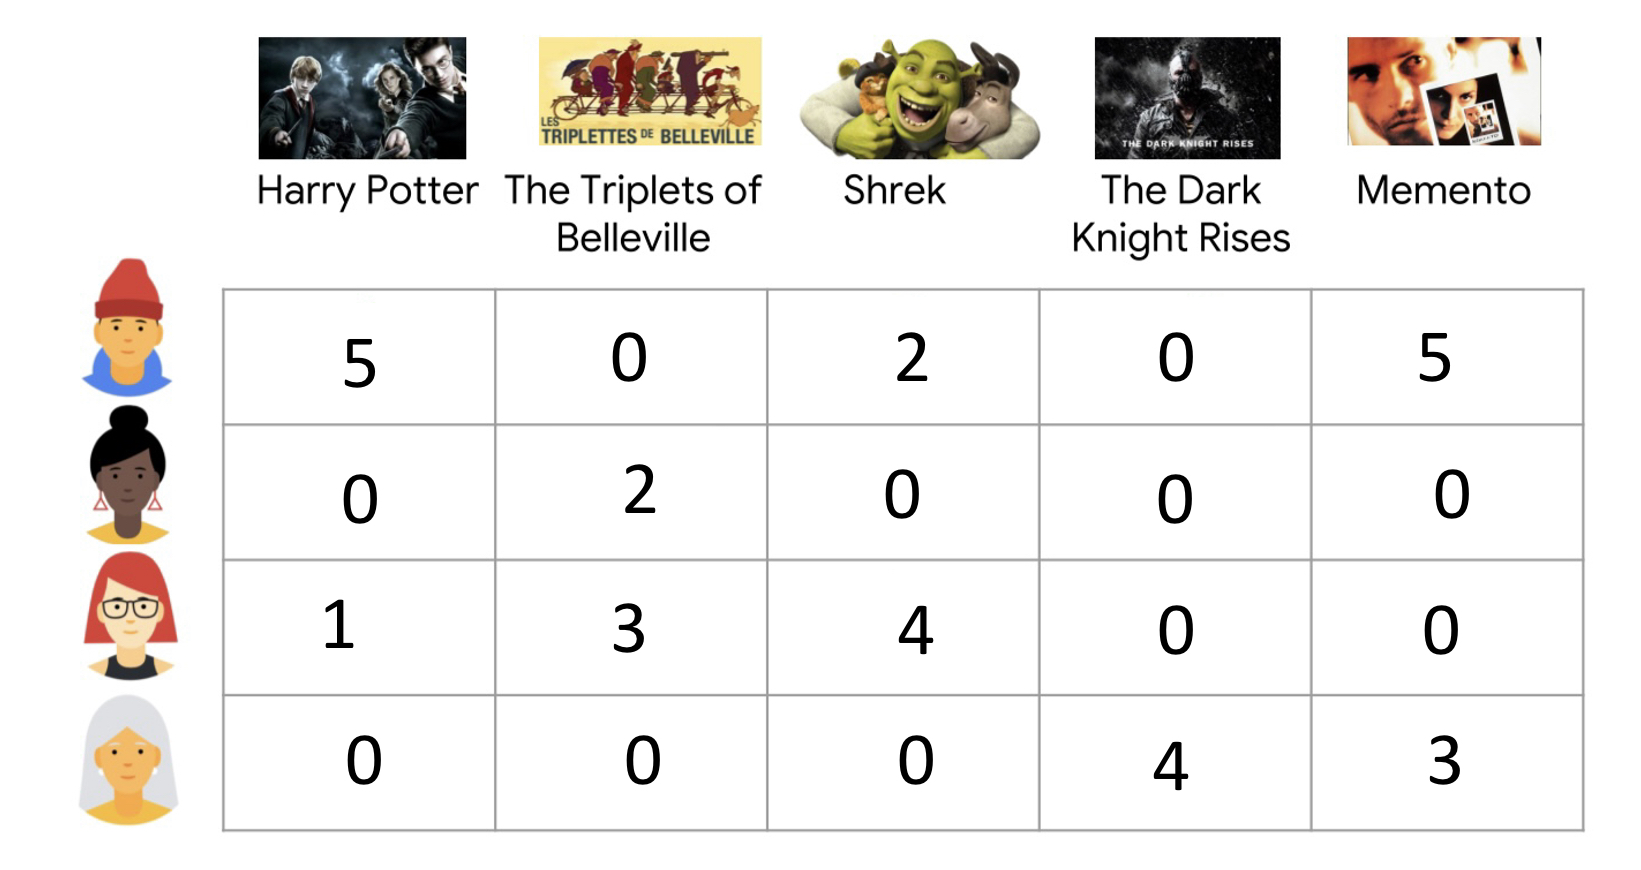 LES
TRIPLETTES DE BELLEVILLE
THE DARK KNIGHT RISES
Harry Potter
The Triplets of
Belleville
Shrek
The Dark
Knight Rises
Memento
5 0 2 0 5
0 2 0 0 0
1 3 4 0 0
0 0 0 4 3